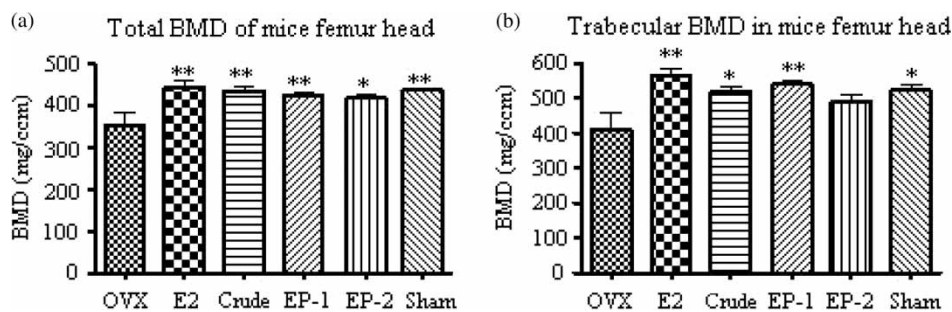 (a)
Total BMD of mice femur head
BMD (mg/ccm)
500
400
300
200
100
0
** ** ** * **
OVX E2 Crude EP-1 EP-2 Sham
(b)
Trabecular BMD in mice femur head
BMD (mg/ccm)
600
500
400
300
200
100
0
** * ** *
OVX E2 Crude EP-1 EP-2 Sham